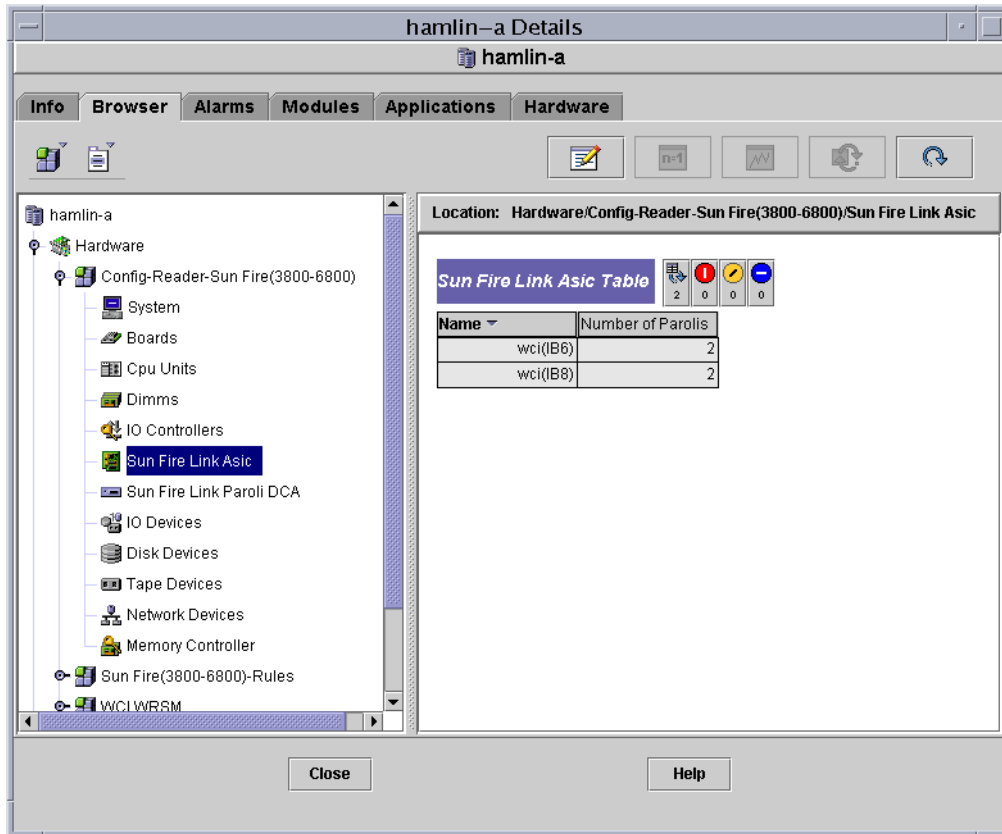 hamlin–a Details
hamlin-a
Info Browser Alarms Modules Applications Hardware
n=1
hamlin-a
Hardware
Config-Reader-Sun Fire(3800-6800)
System
Boards
Cpu Units
Dimms
IO Controllers
Sun Fire Link Asic
Sun Fire Link Paroli DCA
IO Devices
Disk Devices
Tape Devices
Network Devices
Memory Controller
Sun Fire(3800-6800)-Rules
WCI WRSM
Location: Hardware/Config-Reader-Sun Fire(3800-6800)/Sun Fire Link Asic
Sun Fire Link Asic Table
2 0 0 0
Name Number of Parolis
wci(IB6) 2
wci(IB8) 2
Close Help